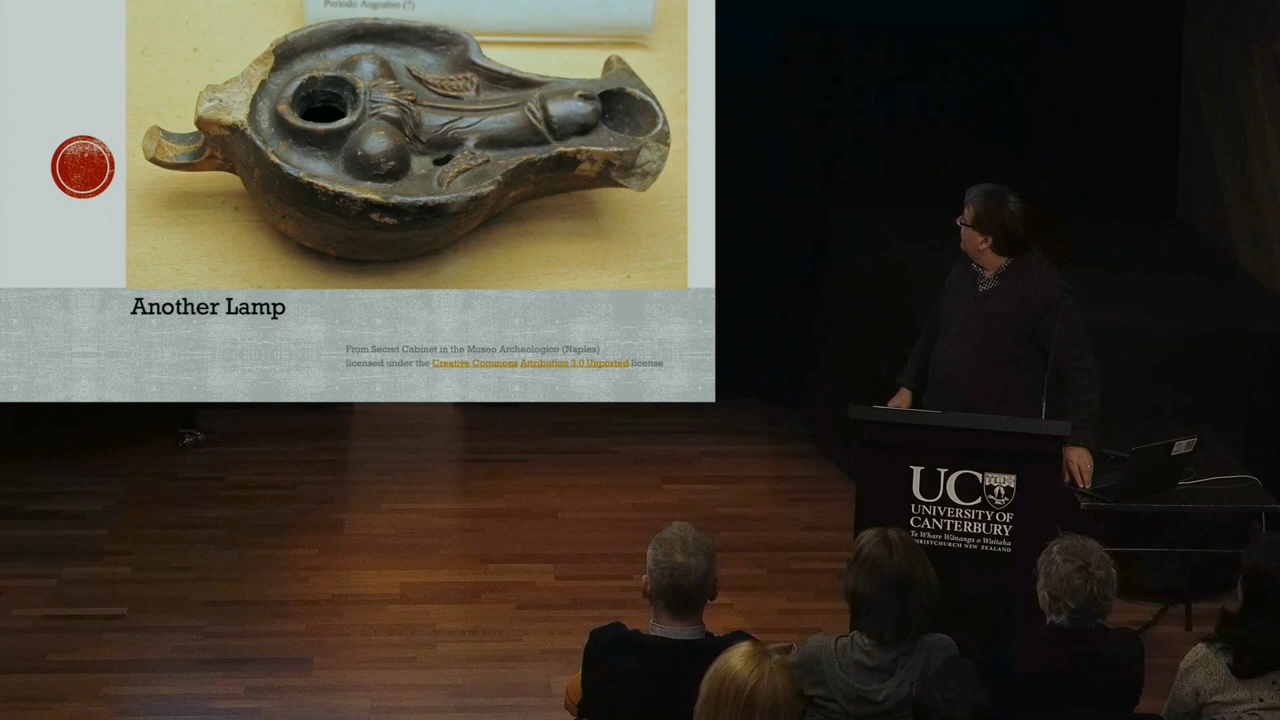 Periodo Augusteo (?)
Another Lamp
From Secret Cabinet in the Museo Archeologico (Naples)
licensed under the Creative Commons Attribution 3.0 Unported license
UC
UNIVERSITY OF
CANTERBURY
Te Whare Wānanga o Waitaha
CHRISTCHURCH NEW ZEALAND